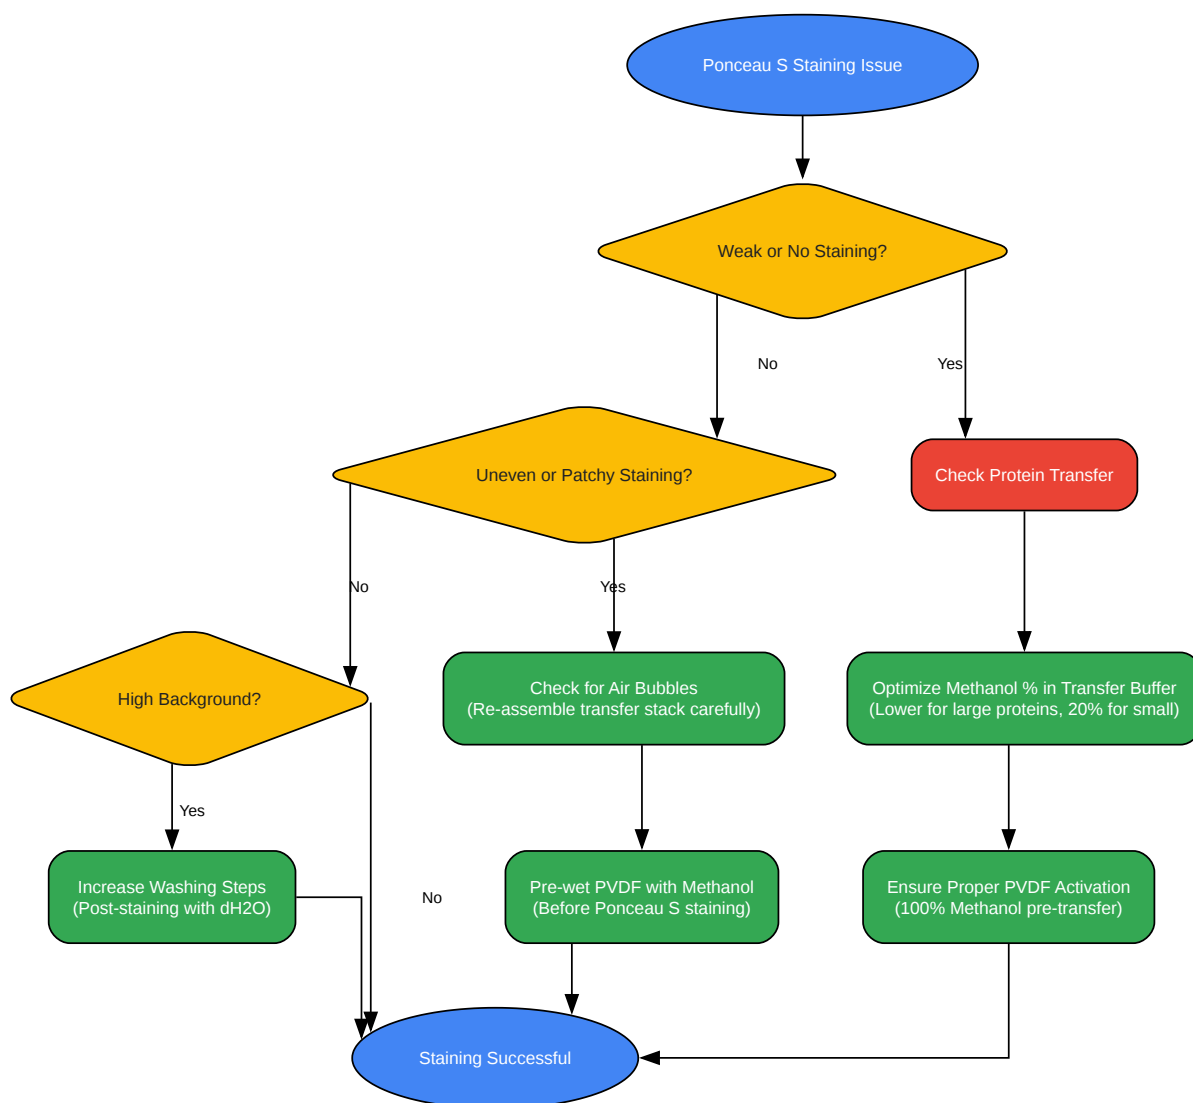 Ponceau S Staining Issue
Weak or No Staining?
No
Yes
Uneven or Patchy Staining?
Check Protein Transfer
No
Yes
High Background?
Check for Air Bubbles
(Re-assemble transfer stack carefully)
Optimize Methanol % in Transfer Buffer
(Lower for large proteins, 20% for small)
Yes
Increase Washing Steps
(Post-staining with dH2O)
No
Pre-wet PVDF with Methanol
(Before Ponceau S staining)
Ensure Proper PVDF Activation
(100% Methanol pre-transfer)
Staining Successful